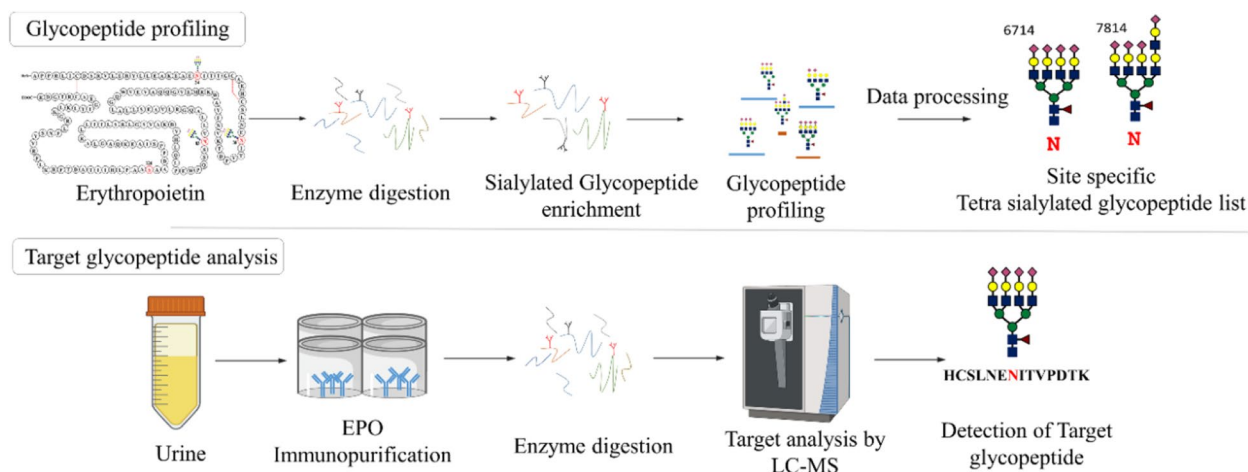 Glycopeptide profiling
6714
7814
Data processing
N
N
Erythropoietin
Enzyme digestion
Sialylated Glycopeptide
enrichment
Glycopeptide
profiling
Site specific
Tetra sialylated glycopeptide list
Target glycopeptide analysis
HCSLNENITVPDTK
Urine
EPO
Immunopurification
Enzyme digestion
Target analysis by
LC-MS
Detection of Target
glycopeptide